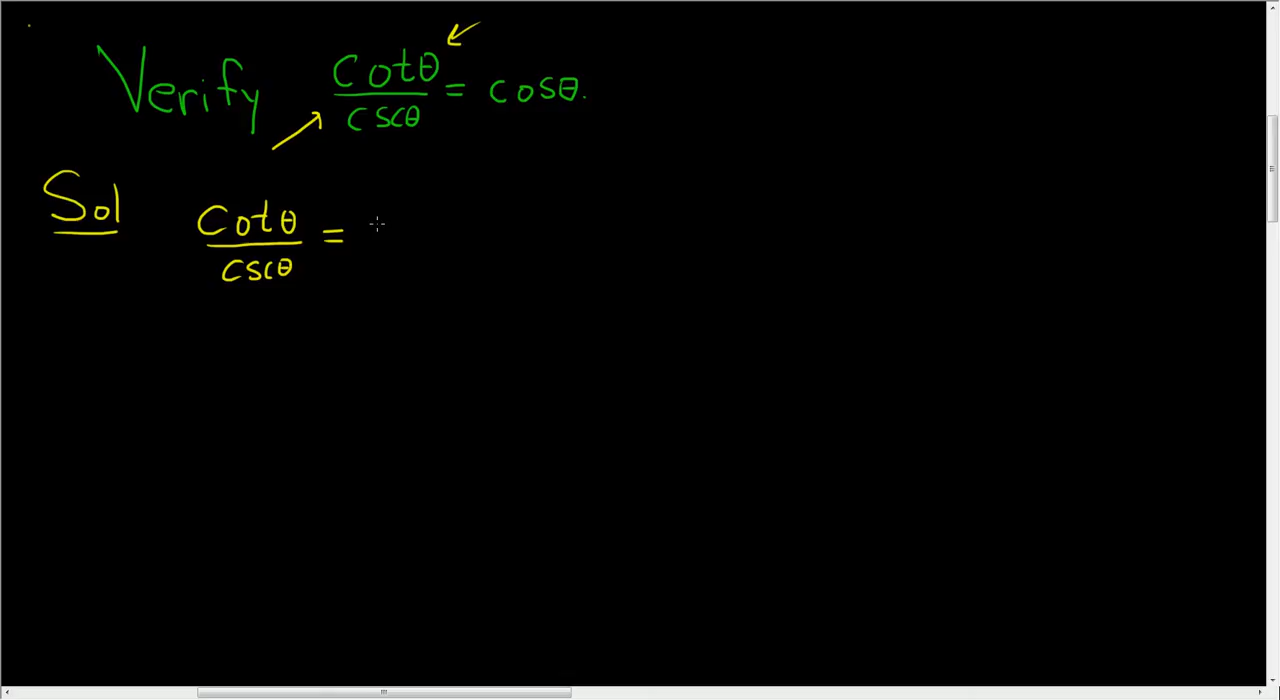 Verify cotθ/cscθ = cosθ.
Sol cotθ/cscθ =